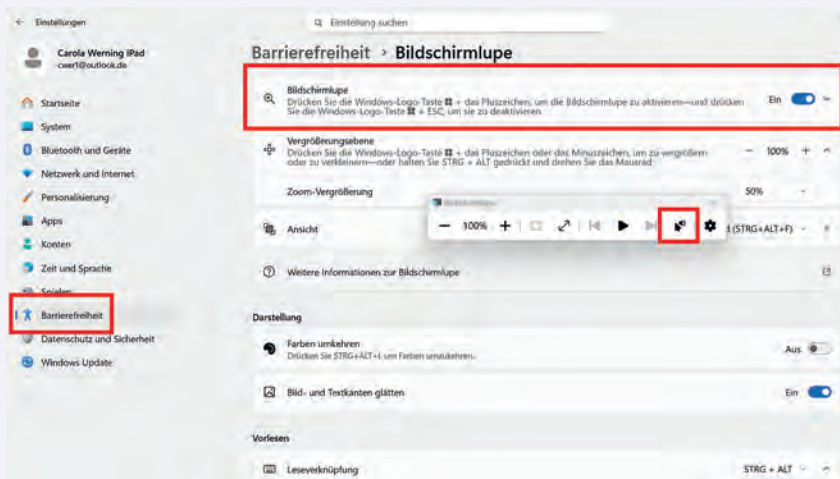 ← Einstellungen
Einstellung suchen
Carola Werning iPad
cwerl@outlook.de
Barrierefreiheit › Bildschirmlupe
Bildschirmlupe
Drücken Sie die Windows-Logo-Taste + das Pluszeichen, um die Bildschirmlupe zu aktivieren—und drücken
Sie die Windows-Logo-Taste + ESC, um sie zu deaktivieren.
Ein
Startseite
System
Bluetooth und Geräte
Netzwerk und Internet
Personalisierung
Apps
Konten
Zeit und Sprache
Spielen
Barrierefreiheit
Datenschutz und Sicherheit
Windows Update
Vergrößerungsebene
Drücken Sie die Windows-Logo-Taste + das Pluszeichen oder das Minuszeichen, um zu vergrößern
oder zu verkleinern—oder halten Sie STRG + ALT gedrückt und drehen Sie das Mausrad
− 100% +
Zoom-Vergrößerung
50%
Bildschirmlupe
− 100% +
Ansicht
(STRG+ALT+F)
Weitere Informationen zur Bildschirmlupe
Darstellung
Farben umkehren
Drücken Sie STRG+ALT+I, um Farben umzukehren.
Aus
Bild- und Textkanten glätten
Ein
Vorlesen
Leseverknüpfung
STRG + ALT